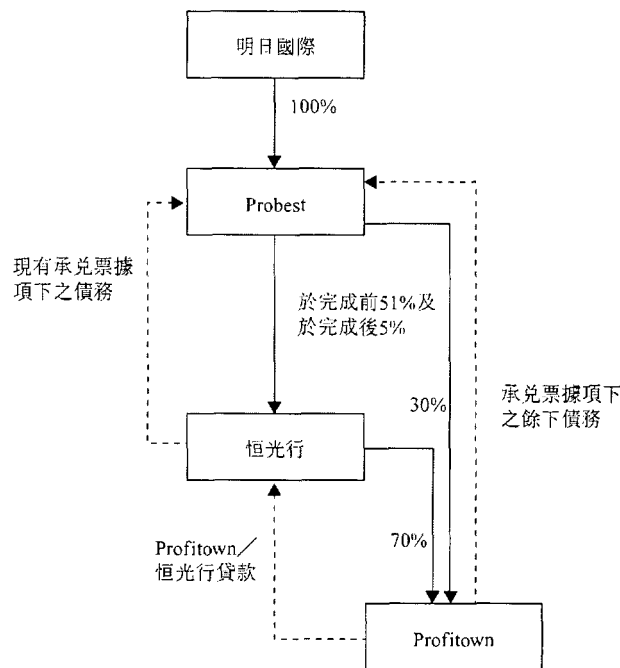 明日國際
100%
Probest
現有承兌票據
項下之債務
於完成前51%及
於完成後5%
30%
承兌票據項下
之餘下債務
恒光行
Profitown／
恒光行貸款
70%
Profitown